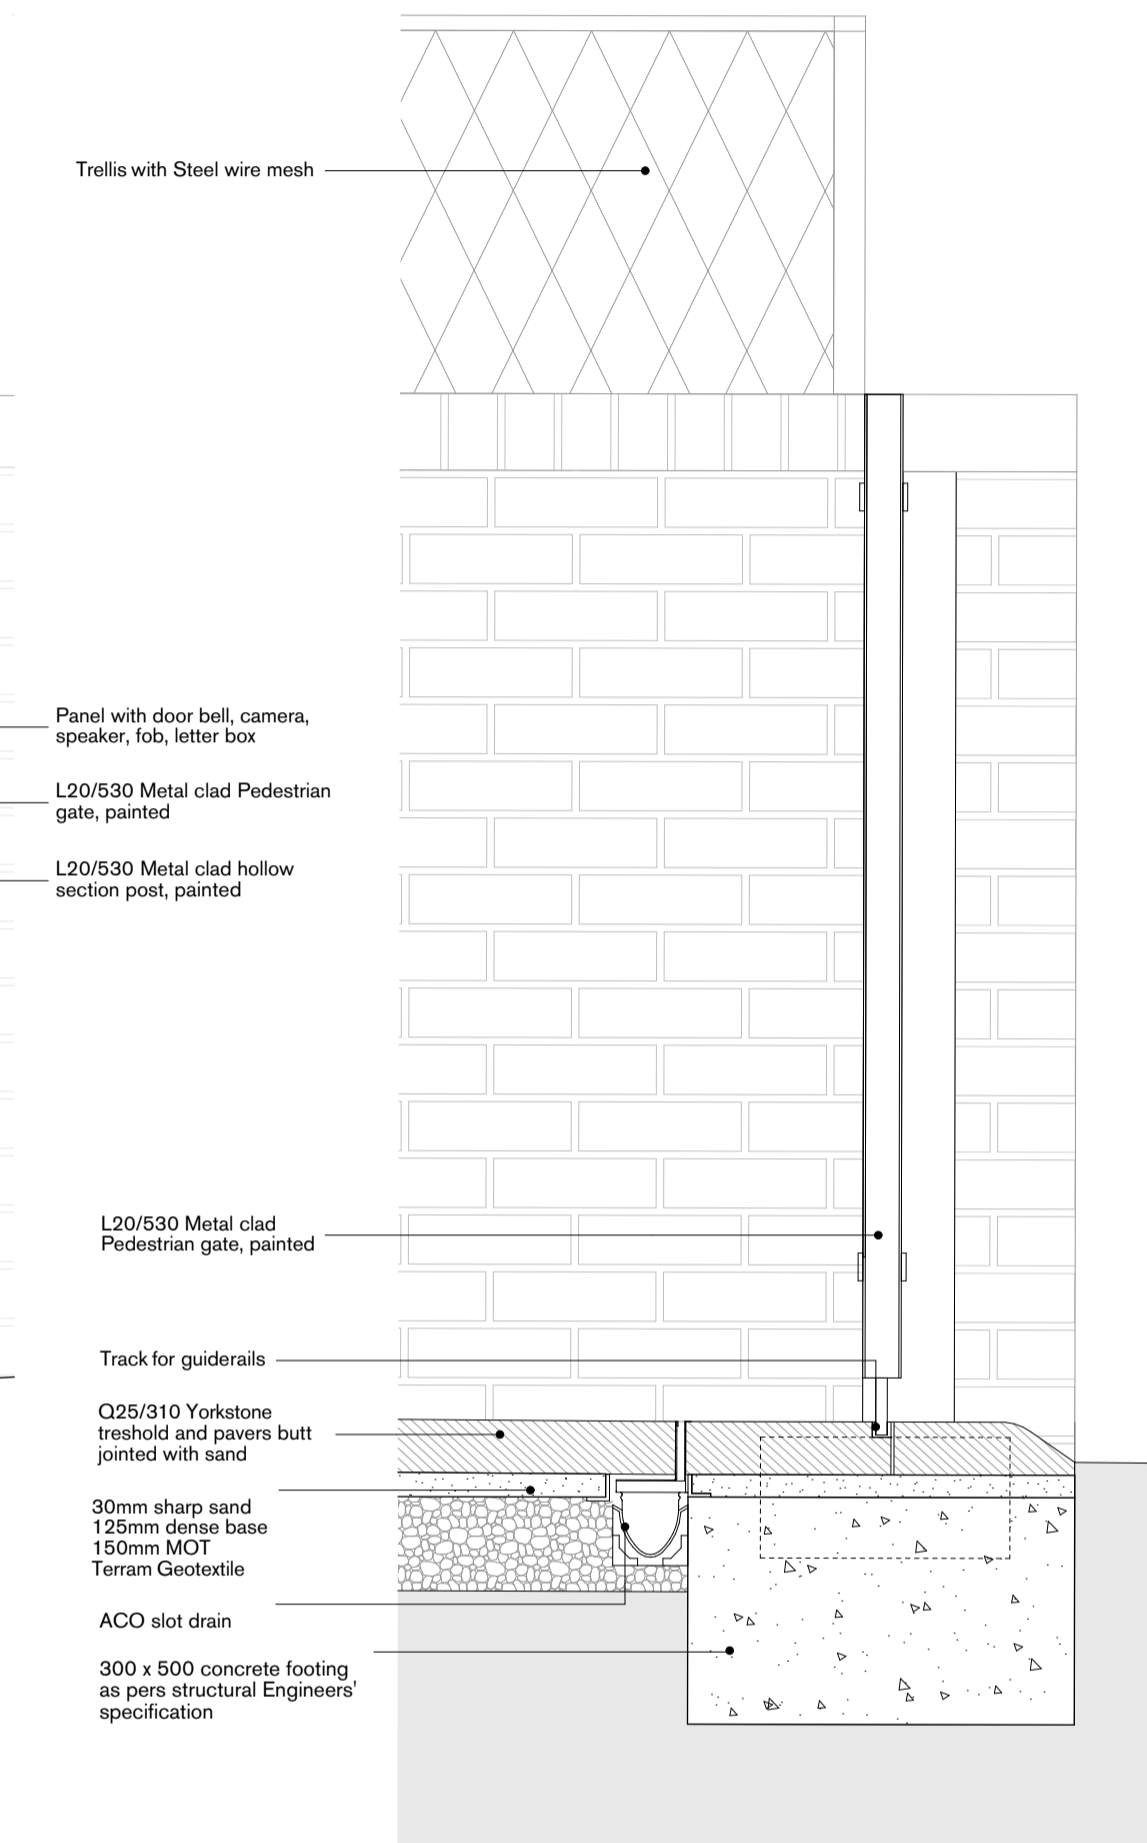 Trellis with Steel wire mesh
Panel with door bell, camera,
speaker, fob, letter box
L20/530 Metal clad Pedestrian
gate, painted
L20/530 Metal clad hollow
section post, painted
L20/530 Metal clad
Pedestrian gate, painted
Track for guiderails
Q25/310 Yorkstone
treshold and pavers butt
jointed with sand
30mm sharp sand
125mm dense base
150mm MOT
Terram Geotextile
ACO slot drain
300 x 500 concrete footing
as pers structural Engineers'
specification